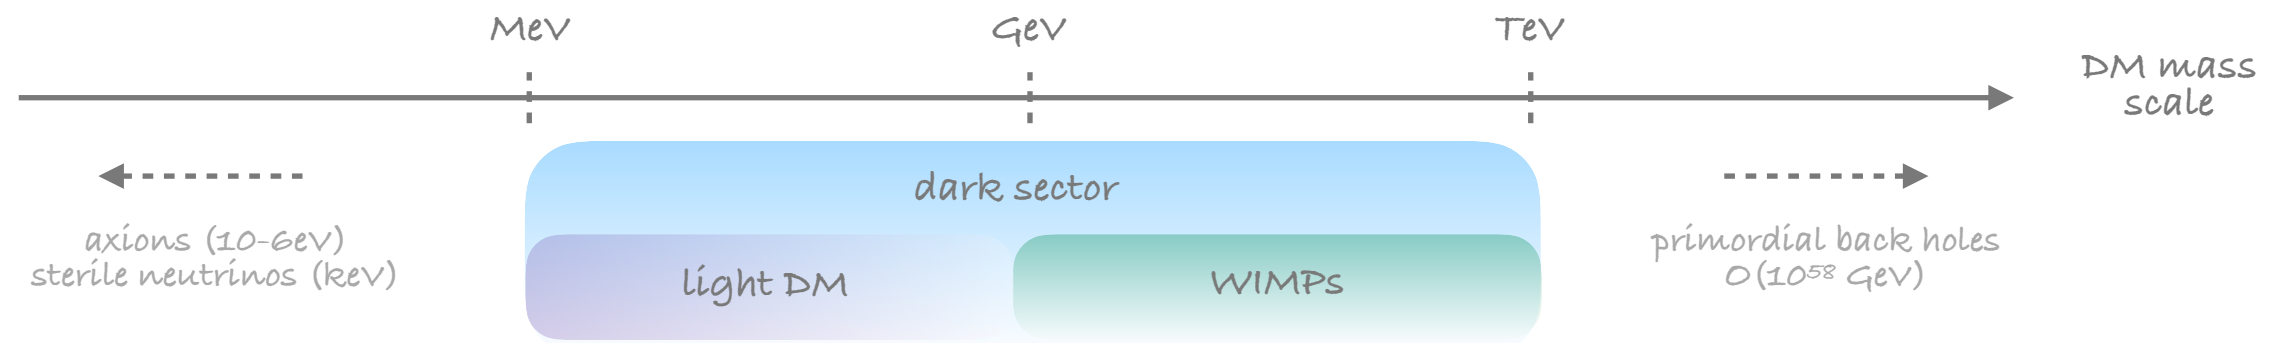 MeV
GeV
TeV
DM mass
scale
dark sector
axions (10-6eV)
sterile neutrinos (keV)
primordial back holes
O(10⁵⁸ GeV)
light DM
WIMPs